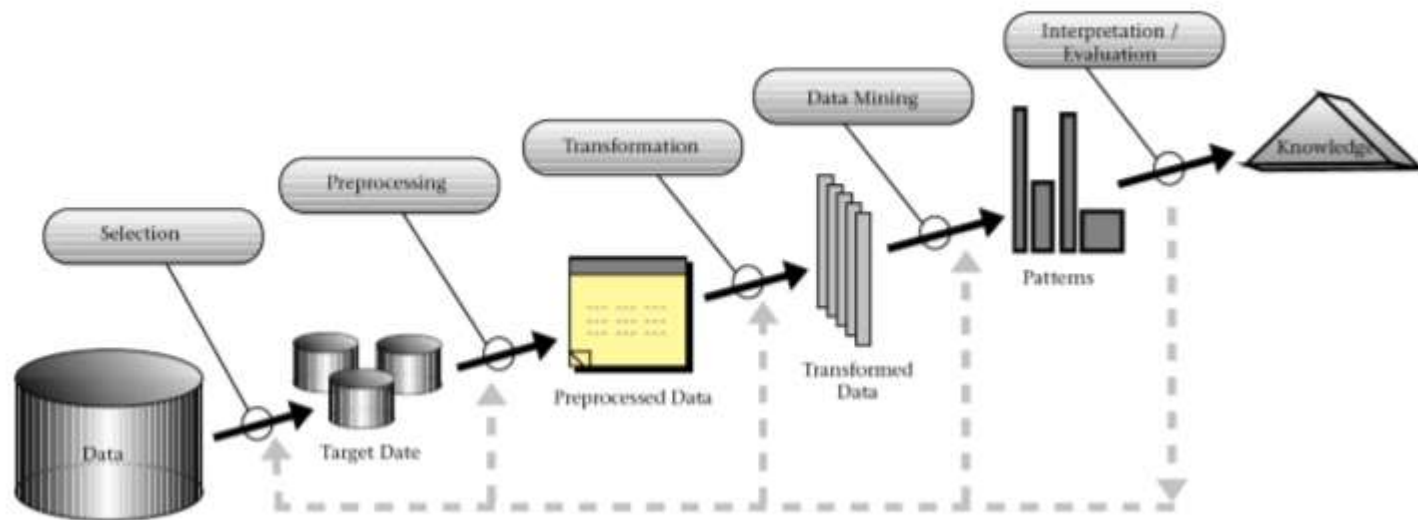 Interpretation /
Evaluation
Data Mining
Transformation
Preprocessing
Selection
Knowledge
Patterns
Transformed
Data
Preprocessed Data
Target Date
Data